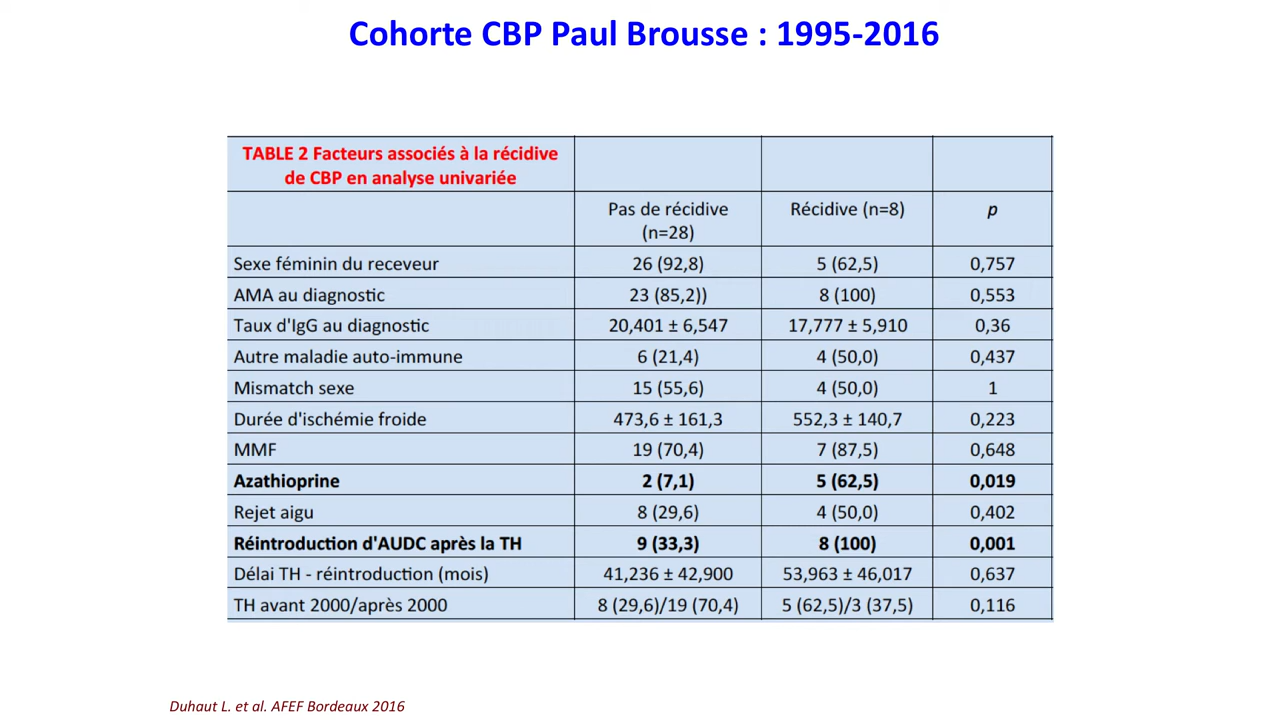 Cohorte CBP Paul Brousse : 1995-2016
TABLE 2 Facteurs associés à la récidive
de CBP en analyse univariée
Pas de récidive
(n=28)
Récidive (n=8)
p
Sexe féminin du receveur 26 (92,8) 5 (62,5) 0,757
AMA au diagnostic 23 (85,2)) 8 (100) 0,553
Taux d'IgG au diagnostic 20,401 ± 6,547 17,777 ± 5,910 0,36
Autre maladie auto-immune 6 (21,4) 4 (50,0) 0,437
Mismatch sexe 15 (55,6) 4 (50,0) 1
Durée d'ischémie froide 473,6 ± 161,3 552,3 ± 140,7 0,223
MMF 19 (70,4) 7 (87,5) 0,648
Azathioprine 2 (7,1) 5 (62,5) 0,019
Rejet aigu 8 (29,6) 4 (50,0) 0,402
Réintroduction d'AUDC après la TH 9 (33,3) 8 (100) 0,001
Délai TH - réintroduction (mois) 41,236 ± 42,900 53,963 ± 46,017 0,637
TH avant 2000/après 2000 8 (29,6)/19 (70,4) 5 (62,5)/3 (37,5) 0,116
Duhaut L. et al. AFEF Bordeaux 2016